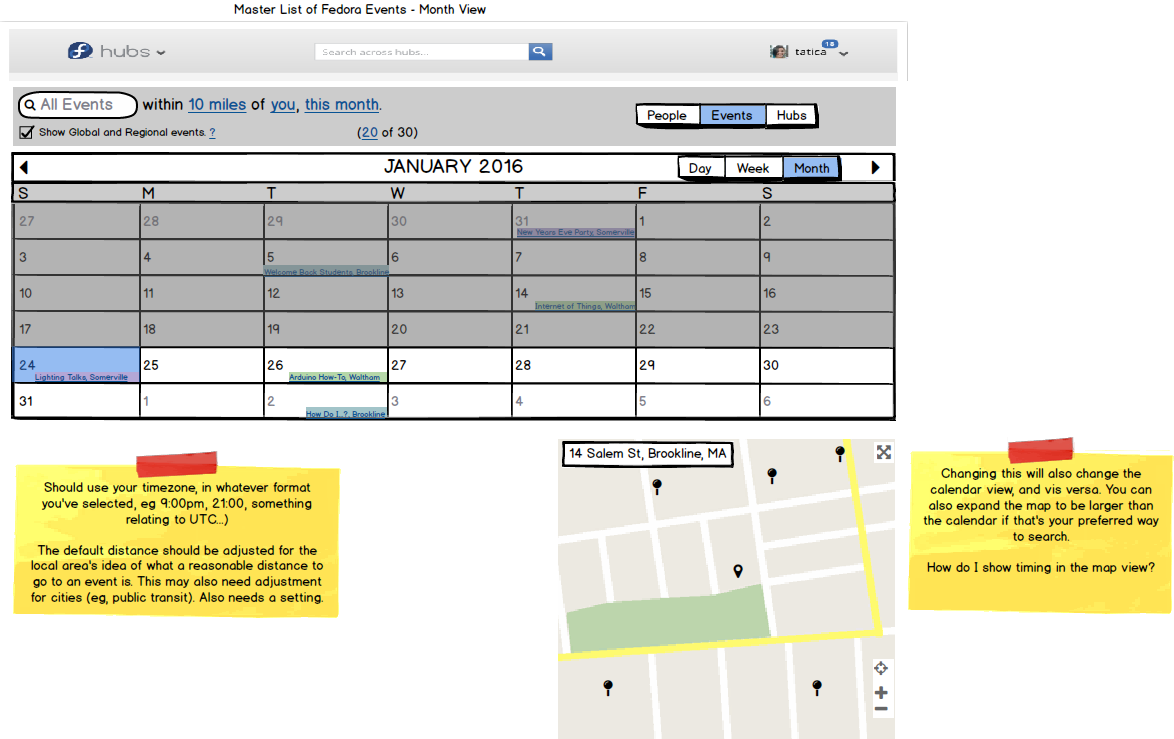 Master List of Fedora Events - Month View
hubs
Search across hubs...
tatica
18
All Events within 10 miles of you, this month.
People Events Hubs
Show Global and Regional events. ?
(20 of 30)
JANUARY 2016
Day Week Month
S M T W T F S
27 28 29 30 31 1 2
New Years Eve Party, Somerville
3 4 5 6 7 8 9
Welcome Back Students, Brookline
10 11 12 13 14 15 16
Internet of Things, Waltham
17 18 19 20 21 22 23
24 25 26 27 28 29 30
Lighting Talks, Somerville Arduino How-To, Waltham
31 1 2 3 4 5 6
How Do I..?, Brookline
Should use your timezone, in whatever format
you've selected, eg 9:00pm, 21:00, something
relating to UTC...)
The default distance should be adjusted for the
local area's idea of what a reasonable distance to
go to an event is. This may also need adjustment
for cities (eg, public transit). Also needs a setting.
14 Salem St, Brookline, MA
Changing this will also change the
calendar view, and vis versa. You can
also expand the map to be larger than
the calendar if that's your preferred way
to search.
How do I show timing in the map view?